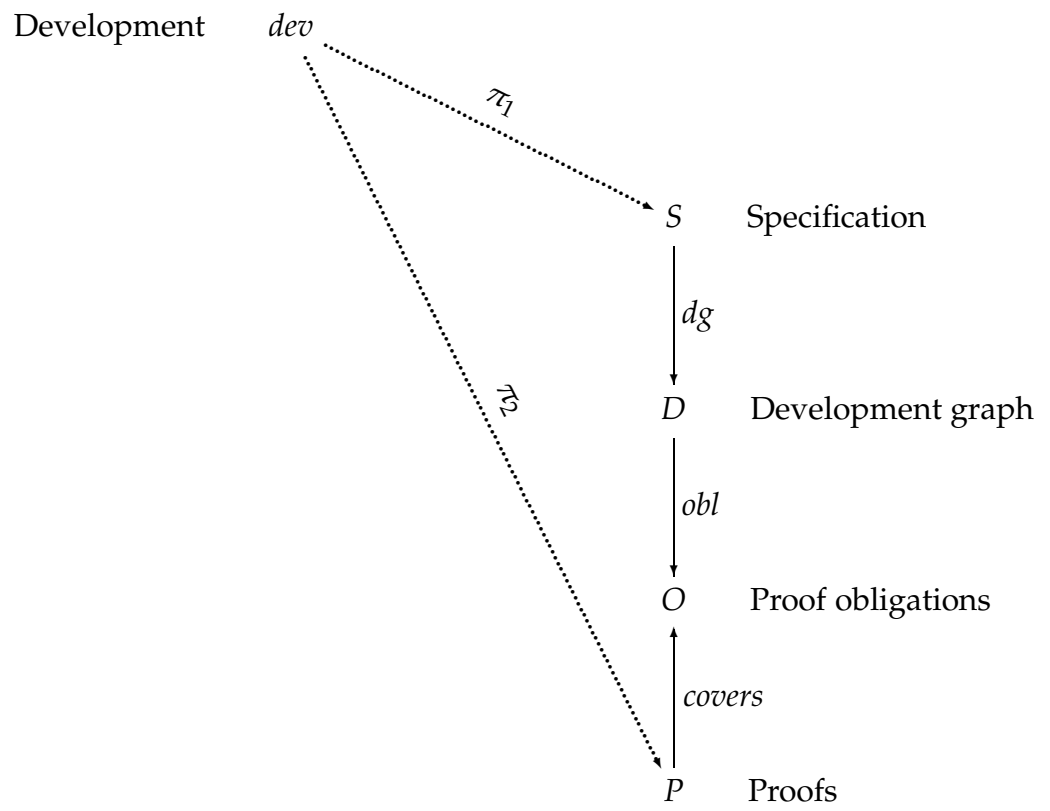 Development dev
π1
S Specification
dg
D Development graph
π2
obl
O Proof obligations
covers
P Proofs